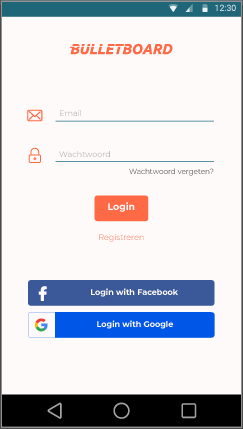 12:30
BULLETBOARD
Email
Wachtwoord
Wachtwoord vergeten?
Login
Registreren
Login with Facebook
Login with Google